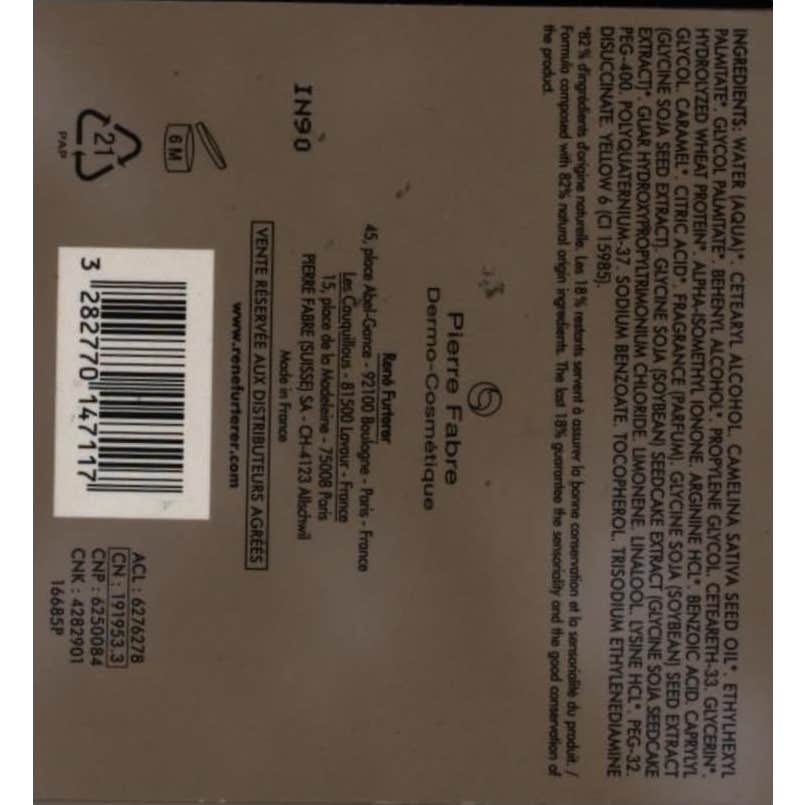 INGREDIENTS: WATER (AQUA)*. CETEARYL ALCOHOL. CAMELINA SATIVA SEED OIL*. ETHYLHEXYL
PALMITATE*. GLYCOL PALMITATE*. BEHENYL ALCOHOL*. PROPYLENE GLYCOL. CETEARETH-33. GLYCERIN*.
HYDROLYZED WHEAT PROTEIN*. ALPHA-ISOMETHYL IONONE. ARGININE HCL*. BENZOIC ACID. CAPRYLYL
GLYCOL. CARAMEL*. CITRIC ACID*. FRAGRANCE (PARFUM). GLYCINE SOJA (SOYBEAN) SEED EXTRACT
(GLYCINE SOJA SEED EXTRACT). GLYCINE SOJA (SOYBEAN) SEEDCAKE EXTRACT (GLYCINE SOJA SEEDCAKE
EXTRACT)*. GUAR HYDROXYPROPYLTRIMONIUM CHLORIDE. LIMONENE. LINALOOL. LYSINE HCL*. PEG-32.
PEG-400. POLYQUATERNIUM-37. SODIUM BENZOATE. TOCOPHEROL. TRISODIUM ETHYLENEDIAMINE
DISUCCINATE. YELLOW 6 (CI 15985).
*82% d'ingrédients d'origine naturelle. Les 18% restants servent à assurer la bonne conservation et la sensorialité du produit. /
Formula composed with 82% natural origin ingredients. The last 18% guarantee the sensoriality and the good conservation of
the product.
Pierre Fabre
Dermo-Cosmétique
René Furterer
45, place Abel-Gance - 92100 Boulogne - Paris - France
Les Cauquillous - 81500 Lavaur - France
15, place de la Madeleine - 75008 Paris
PIERRE FABRE (SUISSE) SA - CH-4123 Allschwil
Made in France
VENTE RÉSERVÉE AUX DISTRIBUTEURS AGRÉÉS
www.renefurterer.com
IN90
6M
21
PAP
3 282770 147117
ACL : 6276278
CN : 191953.3
CNP : 6250084
CNK : 4282901
16685P